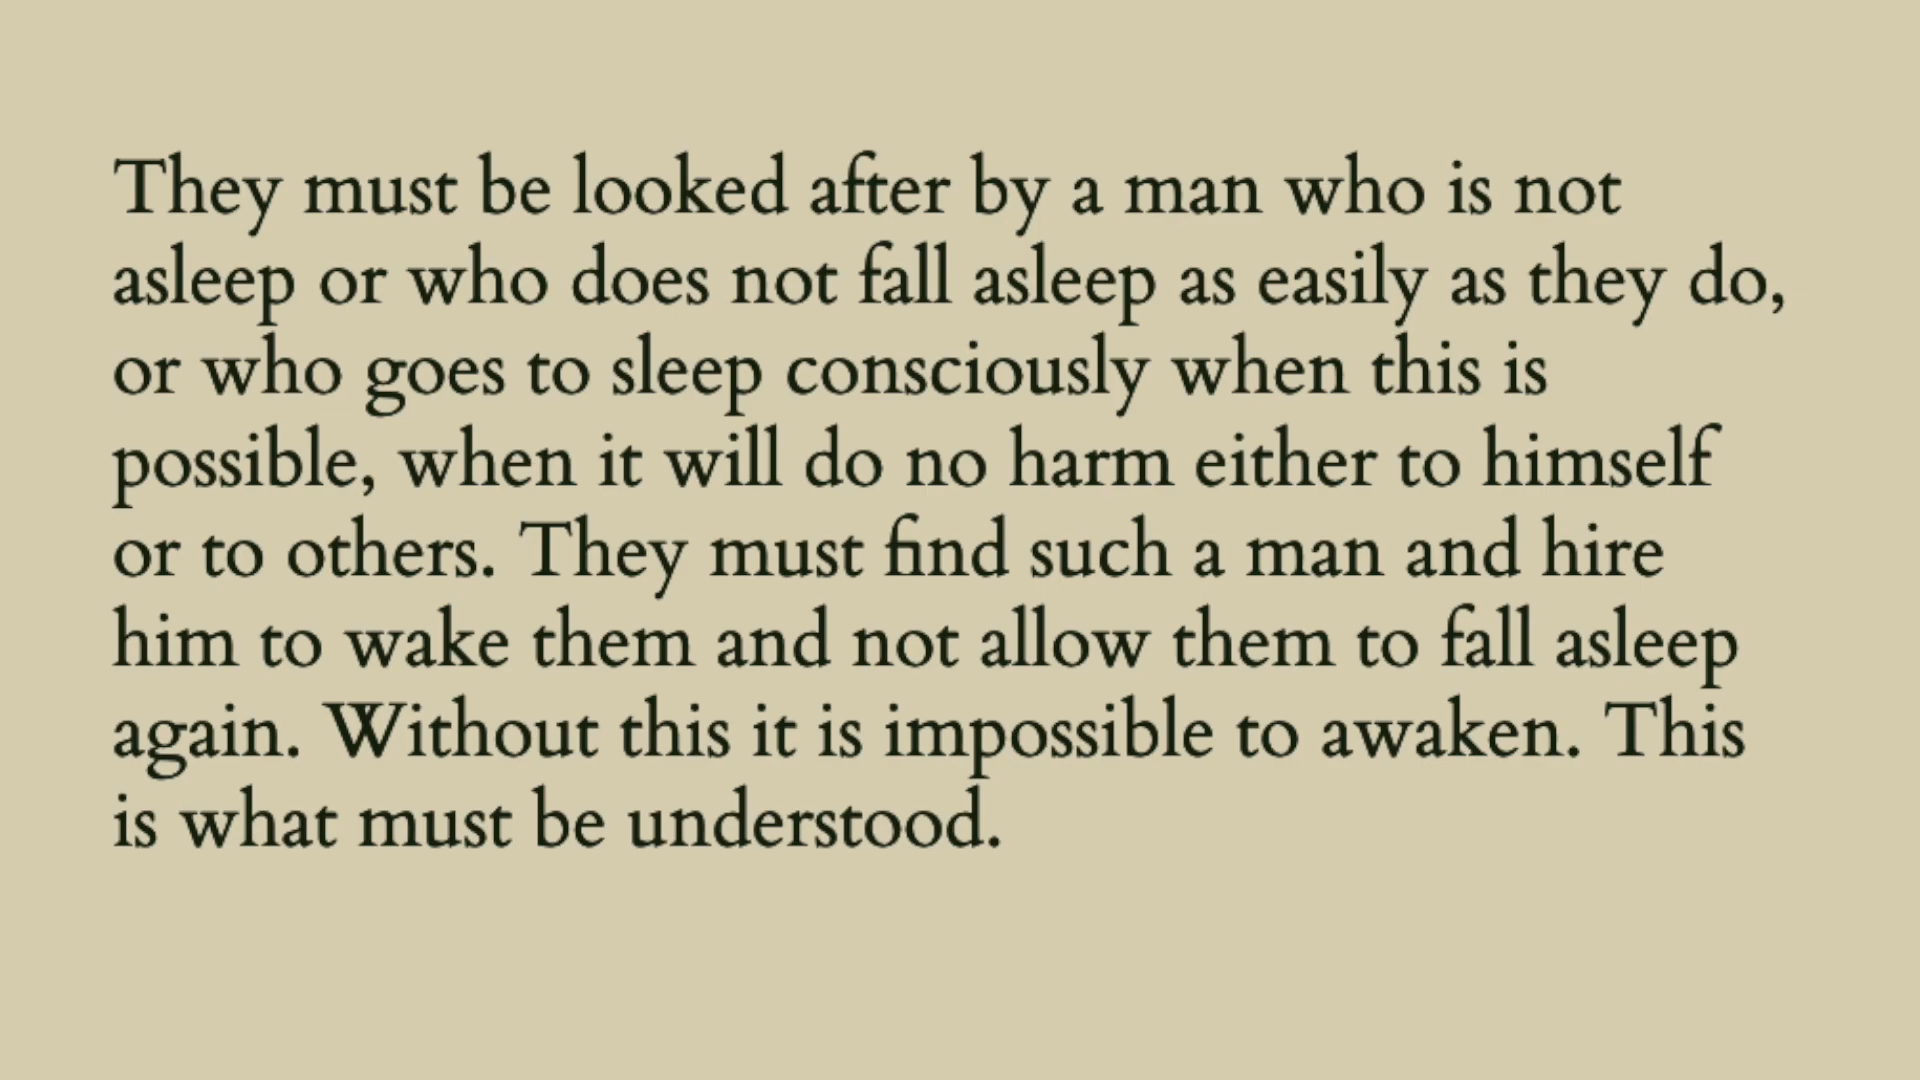 They must be looked after by a man who is not
asleep or who does not fall asleep as easily as they do,
or who goes to sleep consciously when this is
possible, when it will do no harm either to himself
or to others. They must find such a man and hire
him to wake them and not allow them to fall asleep
again. Without this it is impossible to awaken. This
is what must be understood.